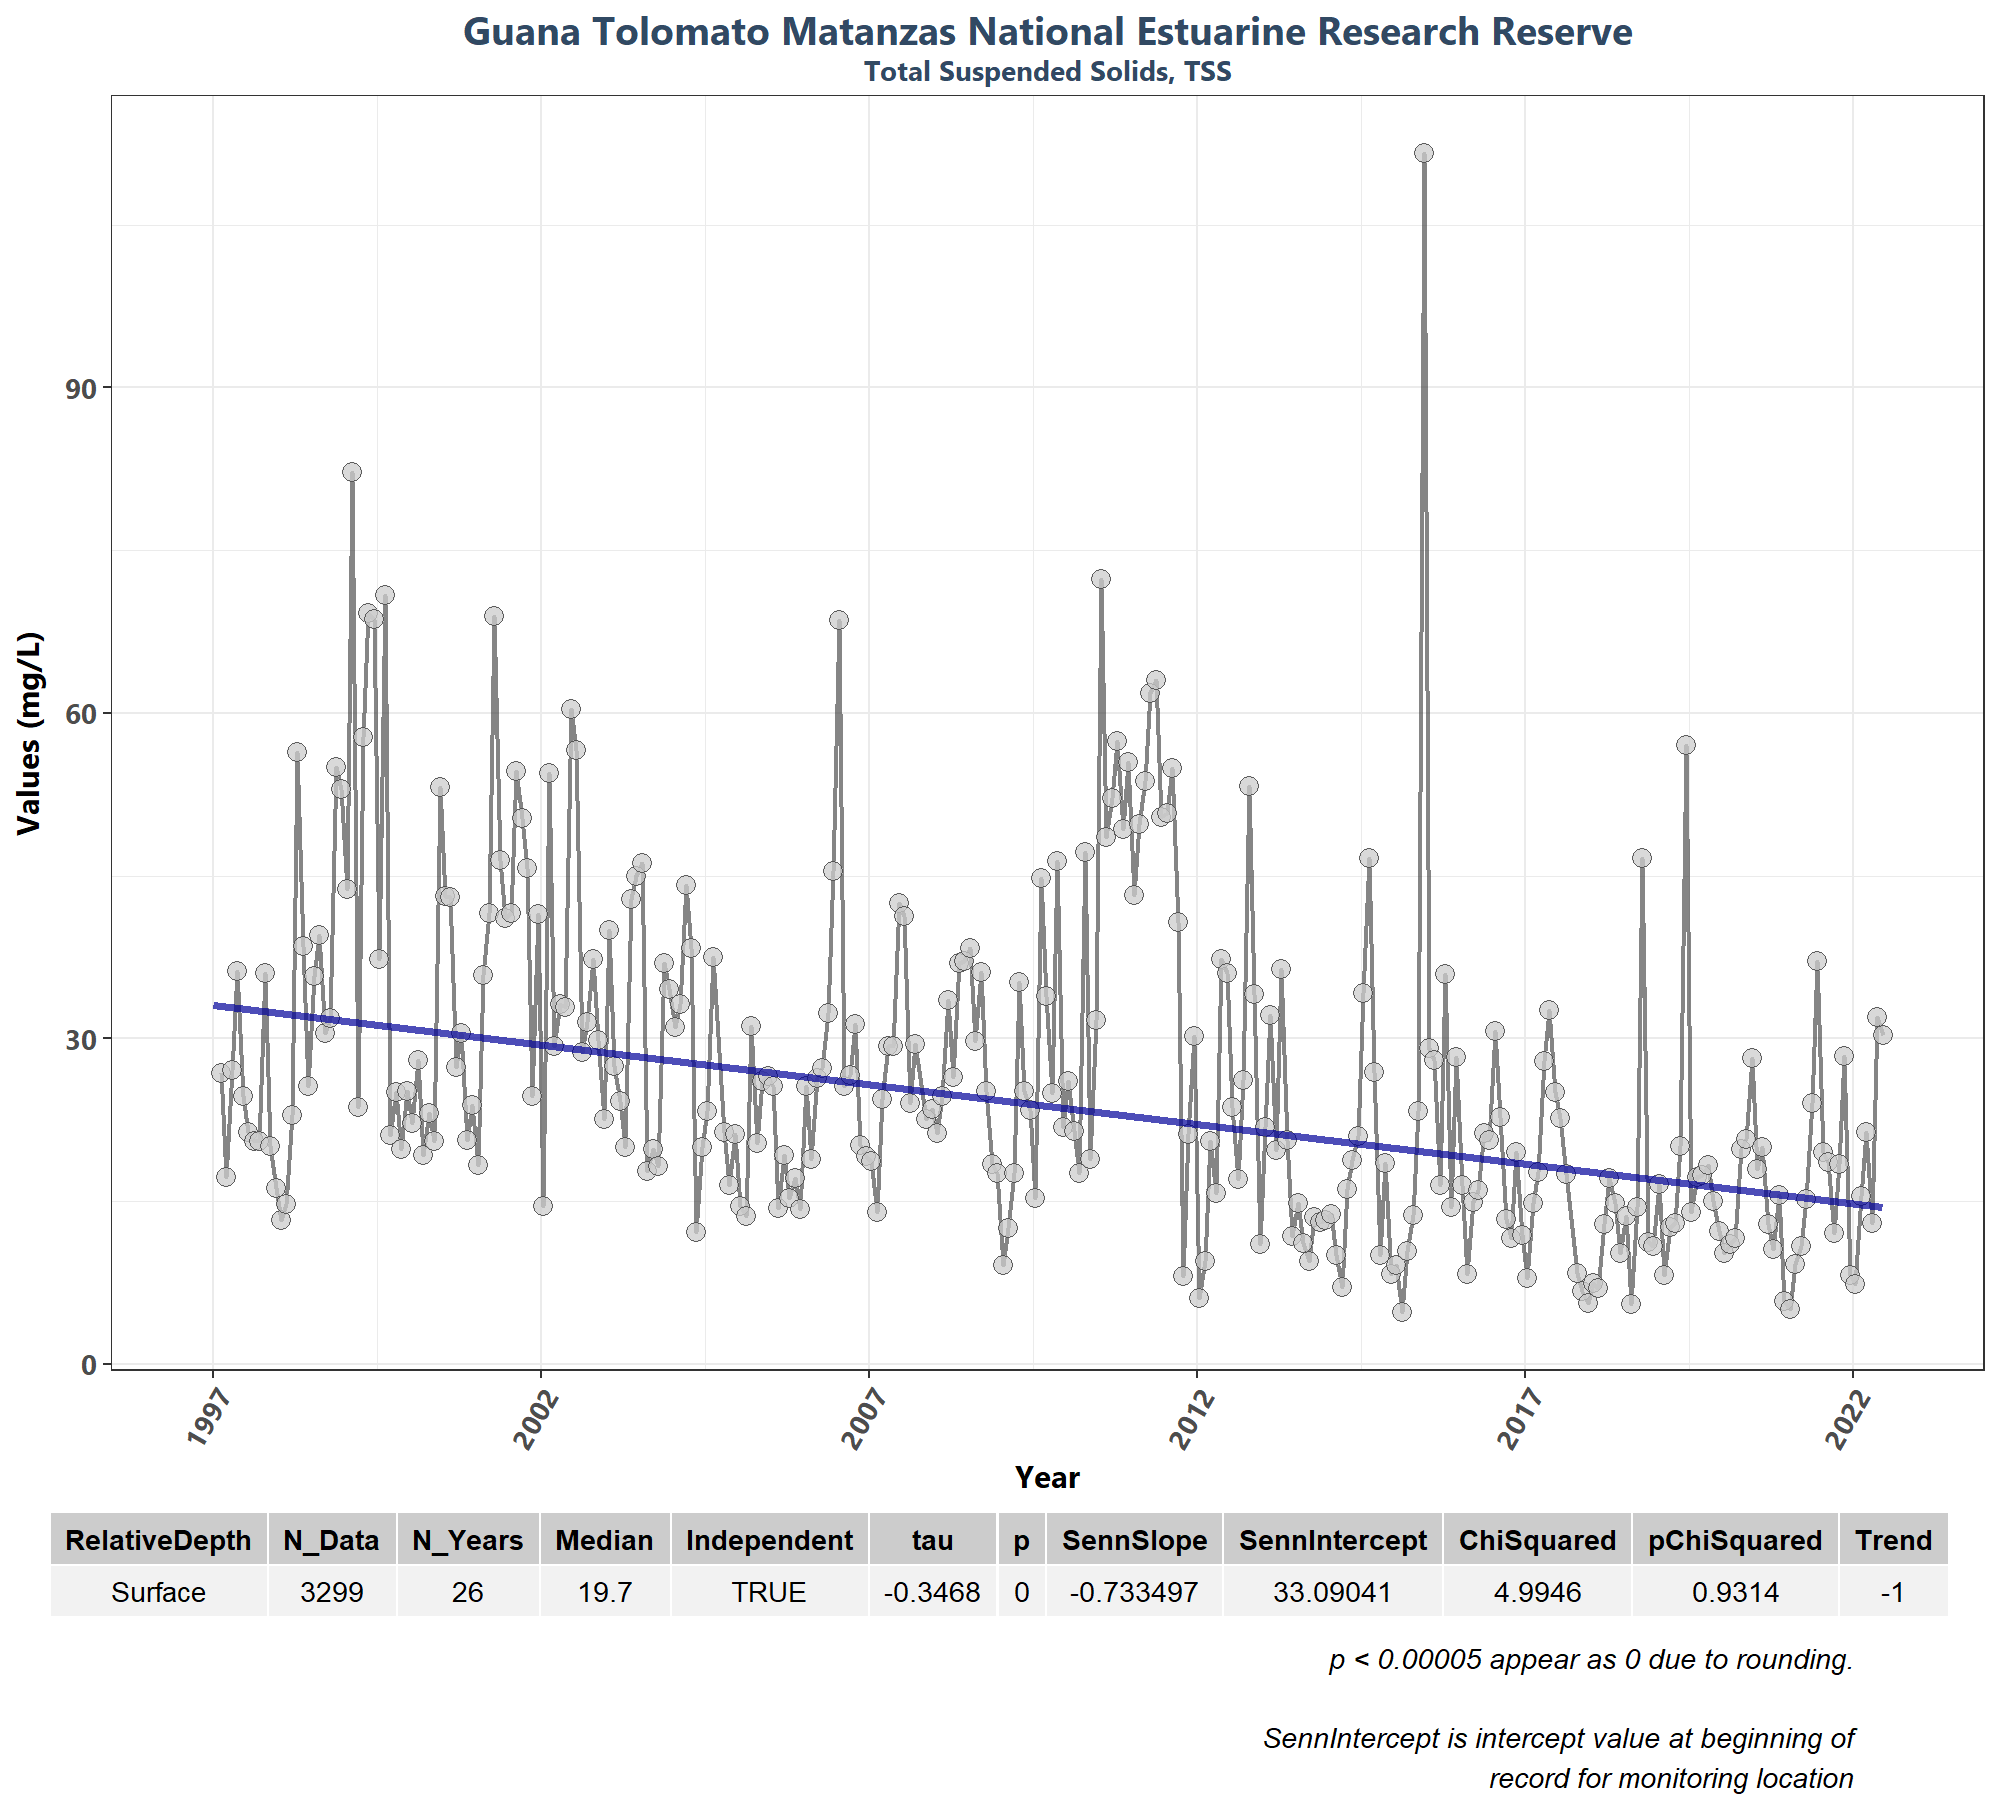 Guana Tolomato Matanzas National Estuarine Research Reserve
Total Suspended Solids, TSS
Values (mg/L)
90
60
30
0
1997 2002 2007 2012 2017 2022
Year
RelativeDepth N_Data N_Years Median Independent tau p SennSlope SennIntercept ChiSquared pChiSquared Trend
Surface 3299 26 19.7 TRUE -0.3468 0 -0.733497 33.09041 4.9946 0.9314 -1
p < 0.00005 appear as 0 due to rounding.
SennIntercept is intercept value at beginning of
record for monitoring location